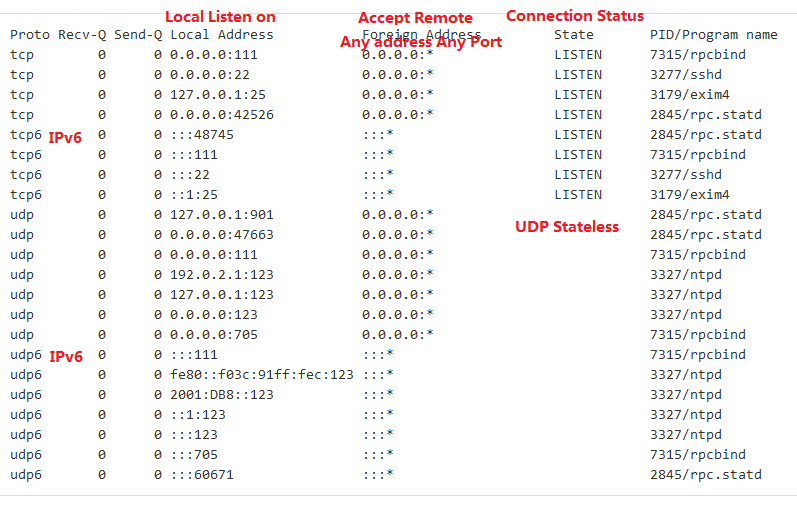 Local Listen on Accept Remote Connection Status
Any address Any Port
Proto Recv-Q Send-Q Local Address Foreign Address State PID/Program name
tcp 0 0 0.0.0.0:111 0.0.0.0:* LISTEN 7315/rpcbind
tcp 0 0 0.0.0.0:22 0.0.0.0:* LISTEN 3277/sshd
tcp 0 0 127.0.0.1:25 0.0.0.0:* LISTEN 3179/exim4
tcp 0 0 0.0.0.0:42526 0.0.0.0:* LISTEN 2845/rpc.statd
tcp6 IPv6 0 0 :::48745 :::* LISTEN 2845/rpc.statd
tcp6 0 0 :::111 :::* LISTEN 7315/rpcbind
tcp6 0 0 :::22 :::* LISTEN 3277/sshd
tcp6 0 0 ::1:25 :::* LISTEN 3179/exim4
udp 0 0 127.0.0.1:901 0.0.0.0:* 2845/rpc.statd
udp 0 0 0.0.0.0:47663 0.0.0.0:* UDP Stateless 2845/rpc.statd
udp 0 0 0.0.0.0:111 0.0.0.0:* 7315/rpcbind
udp 0 0 192.0.2.1:123 0.0.0.0:* 3327/ntpd
udp 0 0 127.0.0.1:123 0.0.0.0:* 3327/ntpd
udp 0 0 0.0.0.0:123 0.0.0.0:* 3327/ntpd
udp 0 0 0.0.0.0:705 0.0.0.0:* 7315/rpcbind
udp6 IPv6 0 0 :::111 :::* 7315/rpcbind
udp6 0 0 fe80::f03c:91ff:fec:123 :::* 3327/ntpd
udp6 0 0 2001:DB8::123 :::* 3327/ntpd
udp6 0 0 ::1:123 :::* 3327/ntpd
udp6 0 0 :::123 :::* 3327/ntpd
udp6 0 0 :::705 :::* 7315/rpcbind
udp6 0 0 :::60671 :::* 2845/rpc.statd